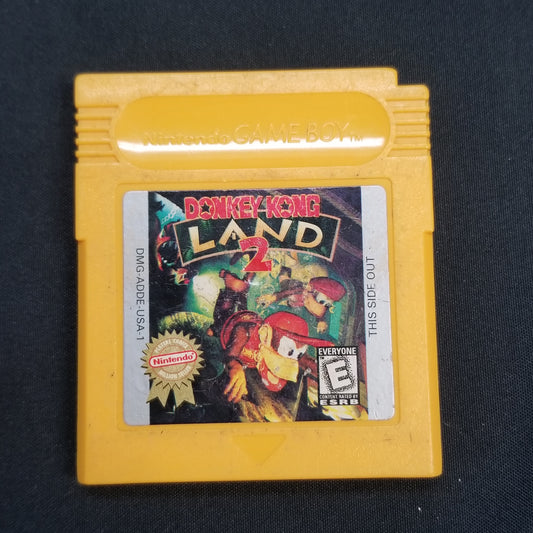 Nintendo GAME BOY TM
DONKEY KONG
LAND
2
DMG-ADDE-USA-1
THIS SIDE OUT
Nintendo
EVERYONE
E
CONTENT RATED BY
ESRB